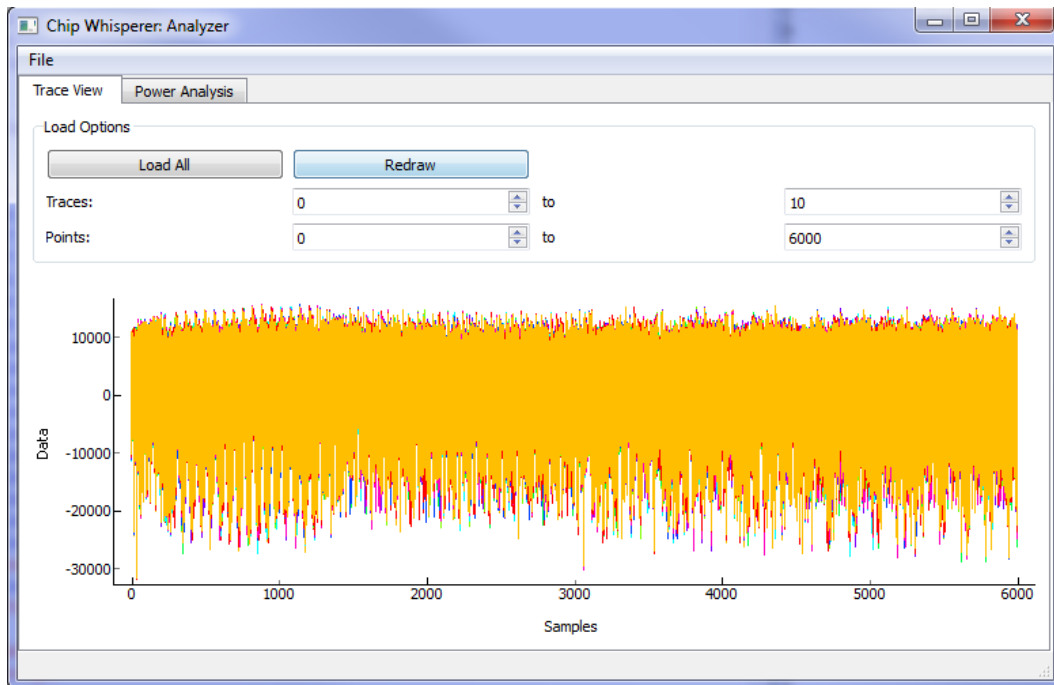 Chip Whisperer: Analyzer
File
Trace View Power Analysis
Load Options
Load All Redraw
Traces: 0 to 10
Points: 0 to 6000
10000
0
-10000
-20000
-30000
Data
0 1000 2000 3000 4000 5000 6000
Samples